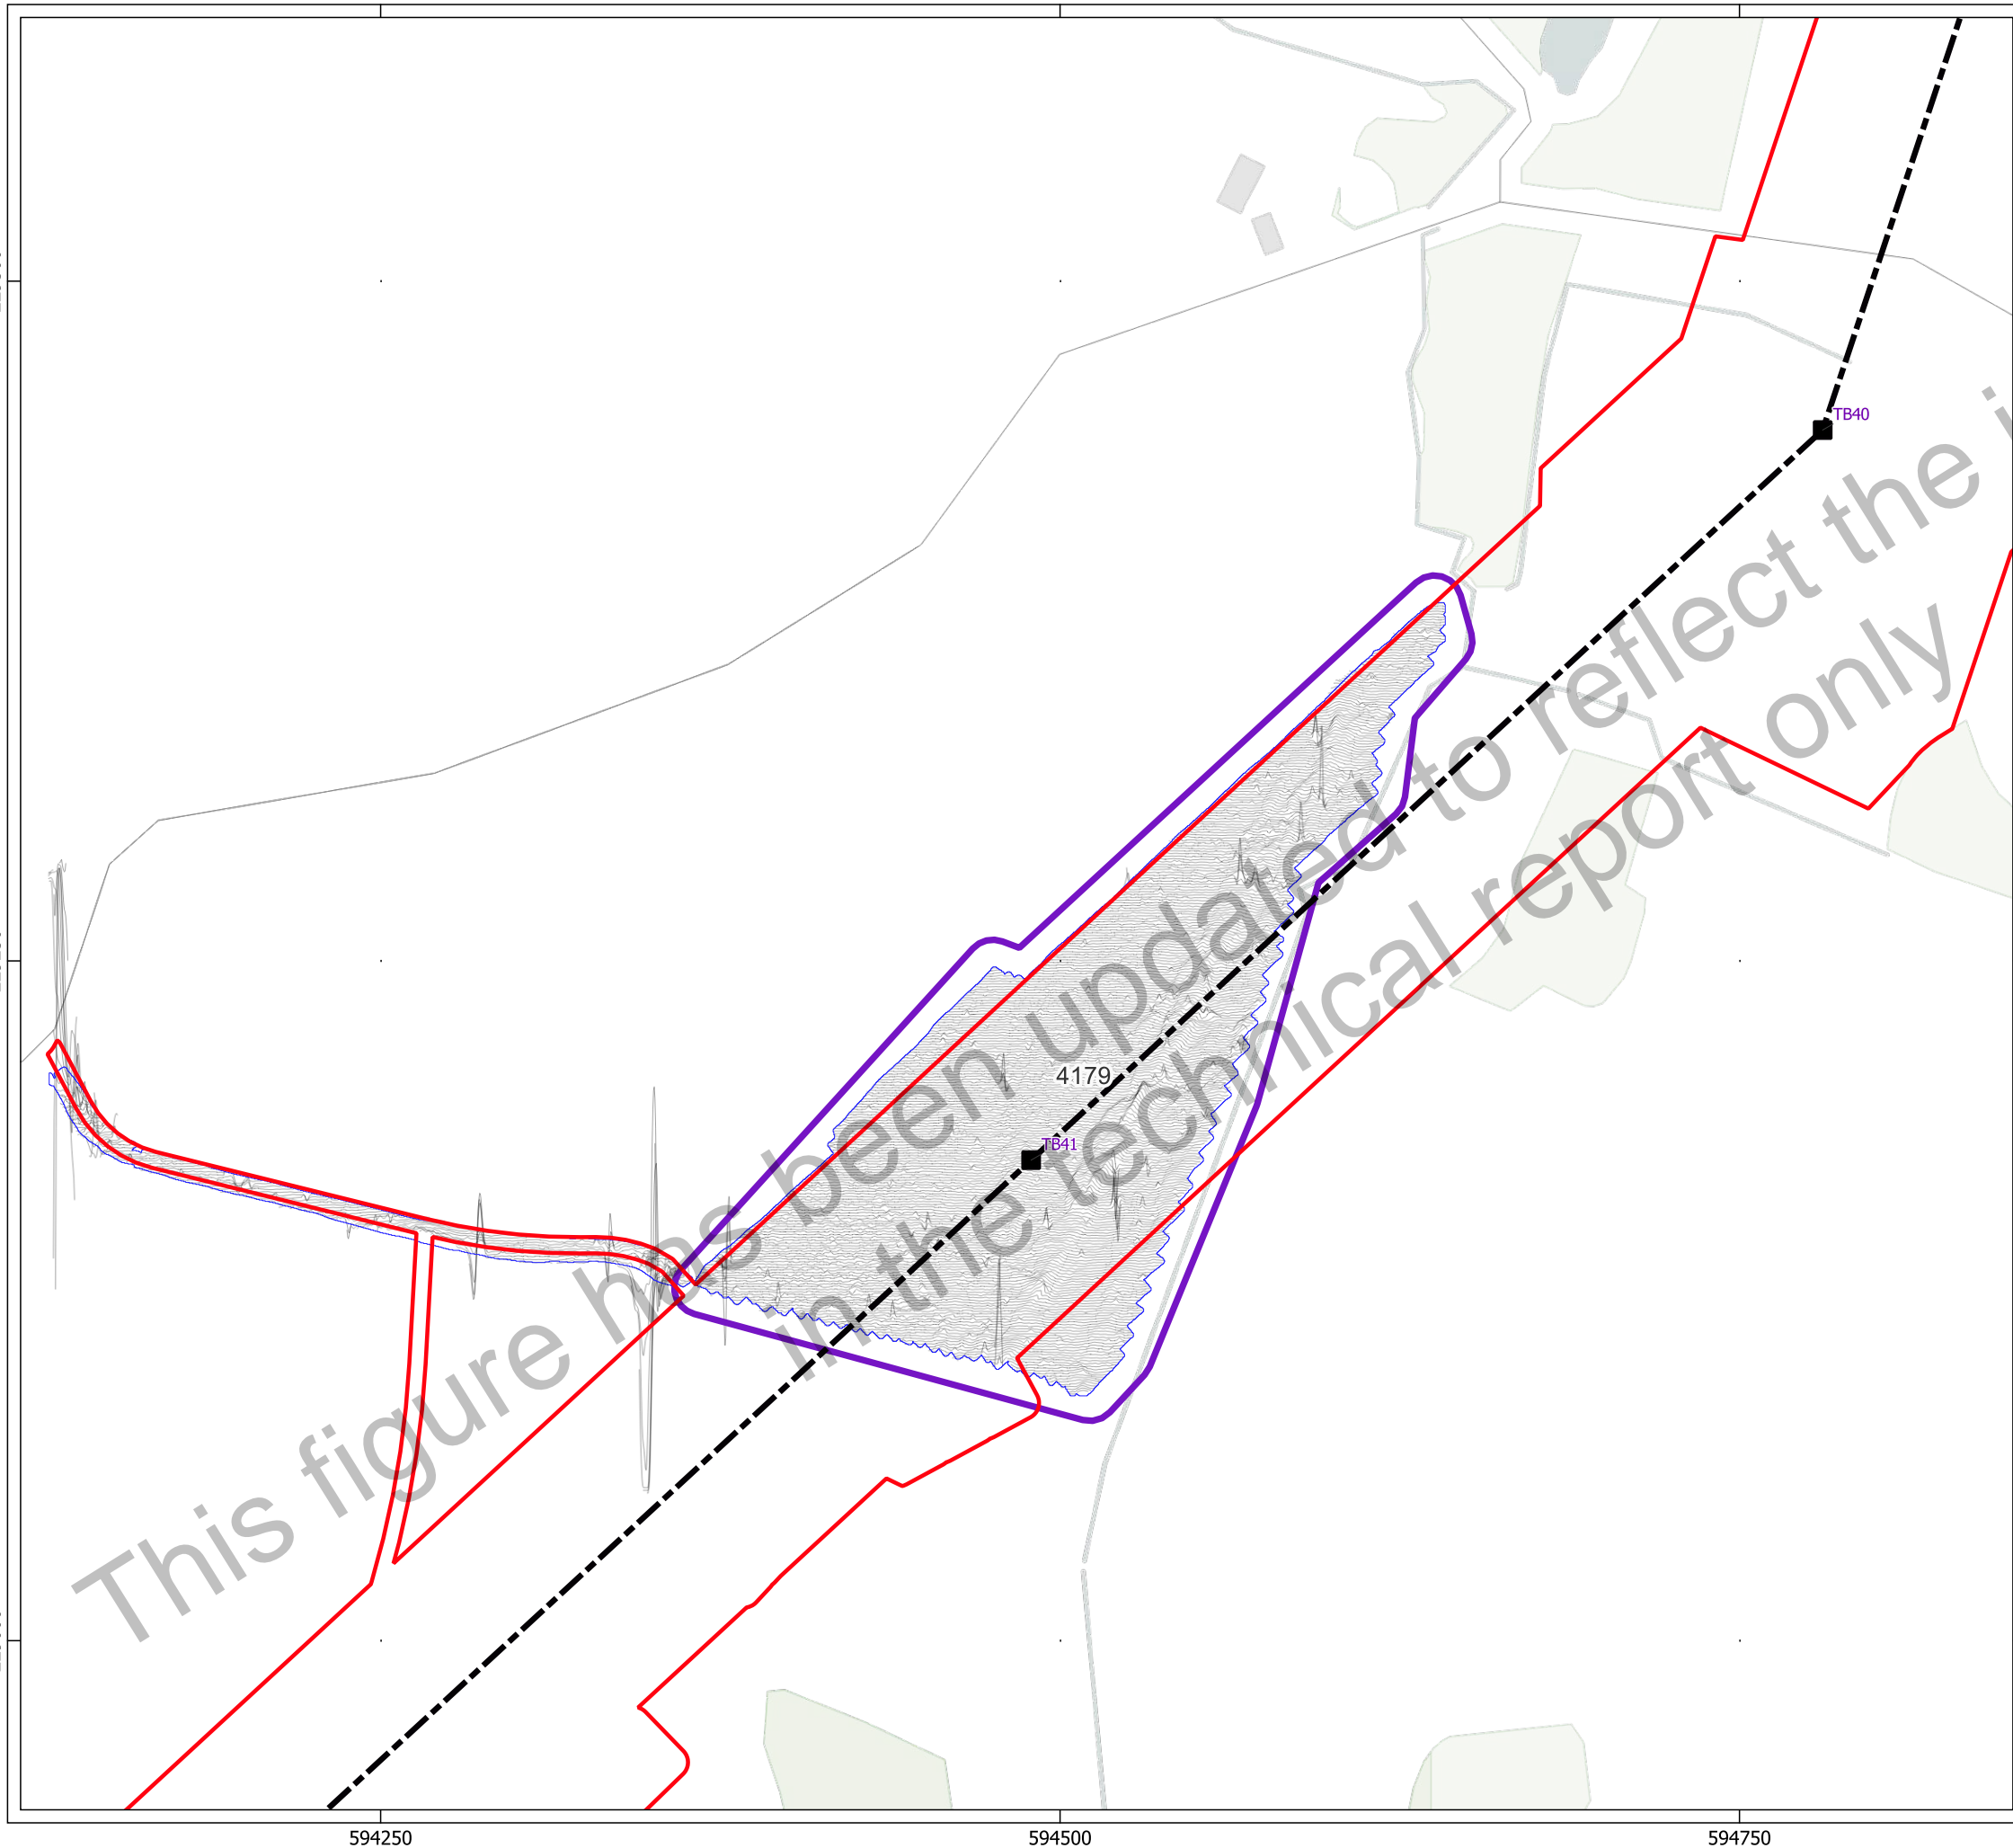 TB40
This figure has been updated to reflect the
in the technical report only
4179
TB41
594250
594500
594750